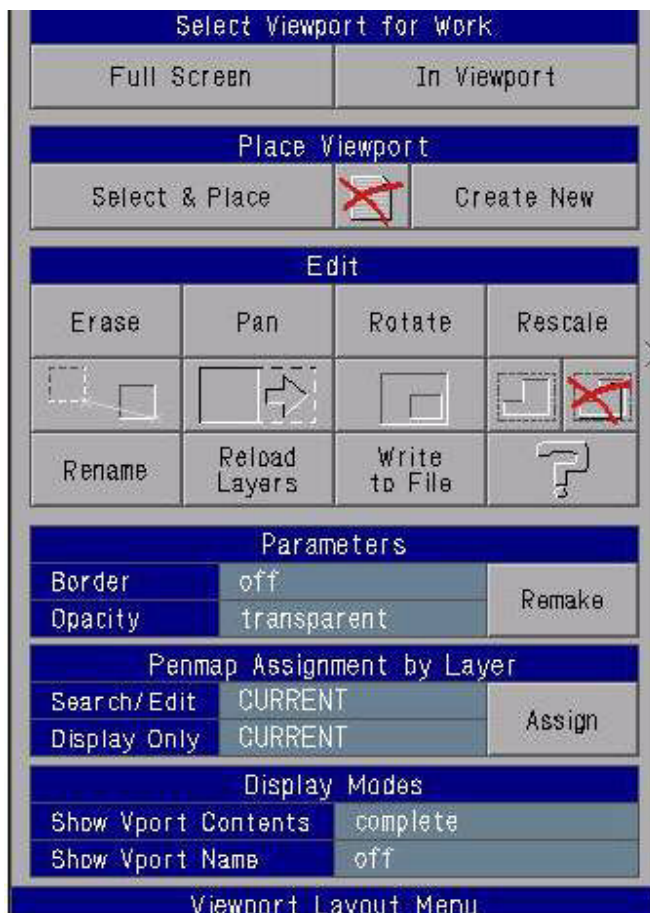 Select Viewport for Work
Full Screen In Viewport
Place Viewport
Select & Place Create New
Edit
Erase Pan Rotate Rescale
Rename Reload Layers Write to File
Parameters
Border off
Remake
Opacity transparent
Penmap Assignment by Layer
Search/Edit CURRENT
Assign
Display Only CURRENT
Display Modes
Show Vport Contents complete
Show Vport Name off
Viewport Layout Menu